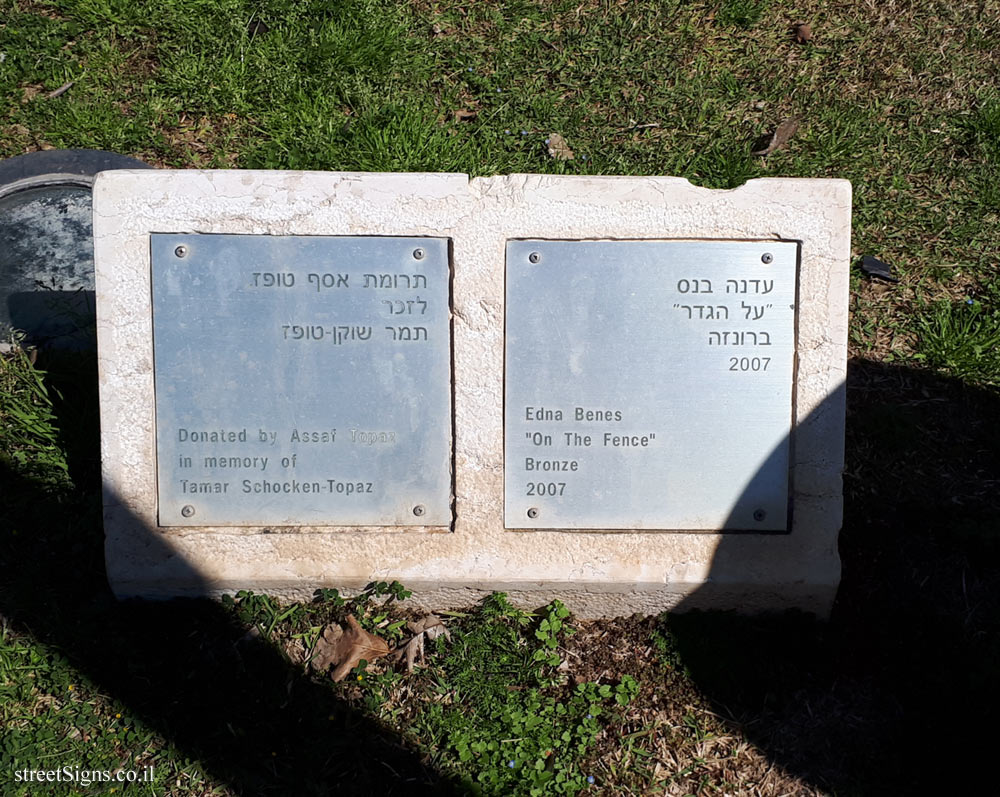 תרומת אסף טופז
לזכר
תמר שוקן-טופז
Donated by Assaf Topaz
in memory of
Tamar Schocken-Topaz
עדנה בנס
"על הגדר"
ברונזה
2007
Edna Benes
"On The Fence"
Bronze
2007
streetSigns.co.il